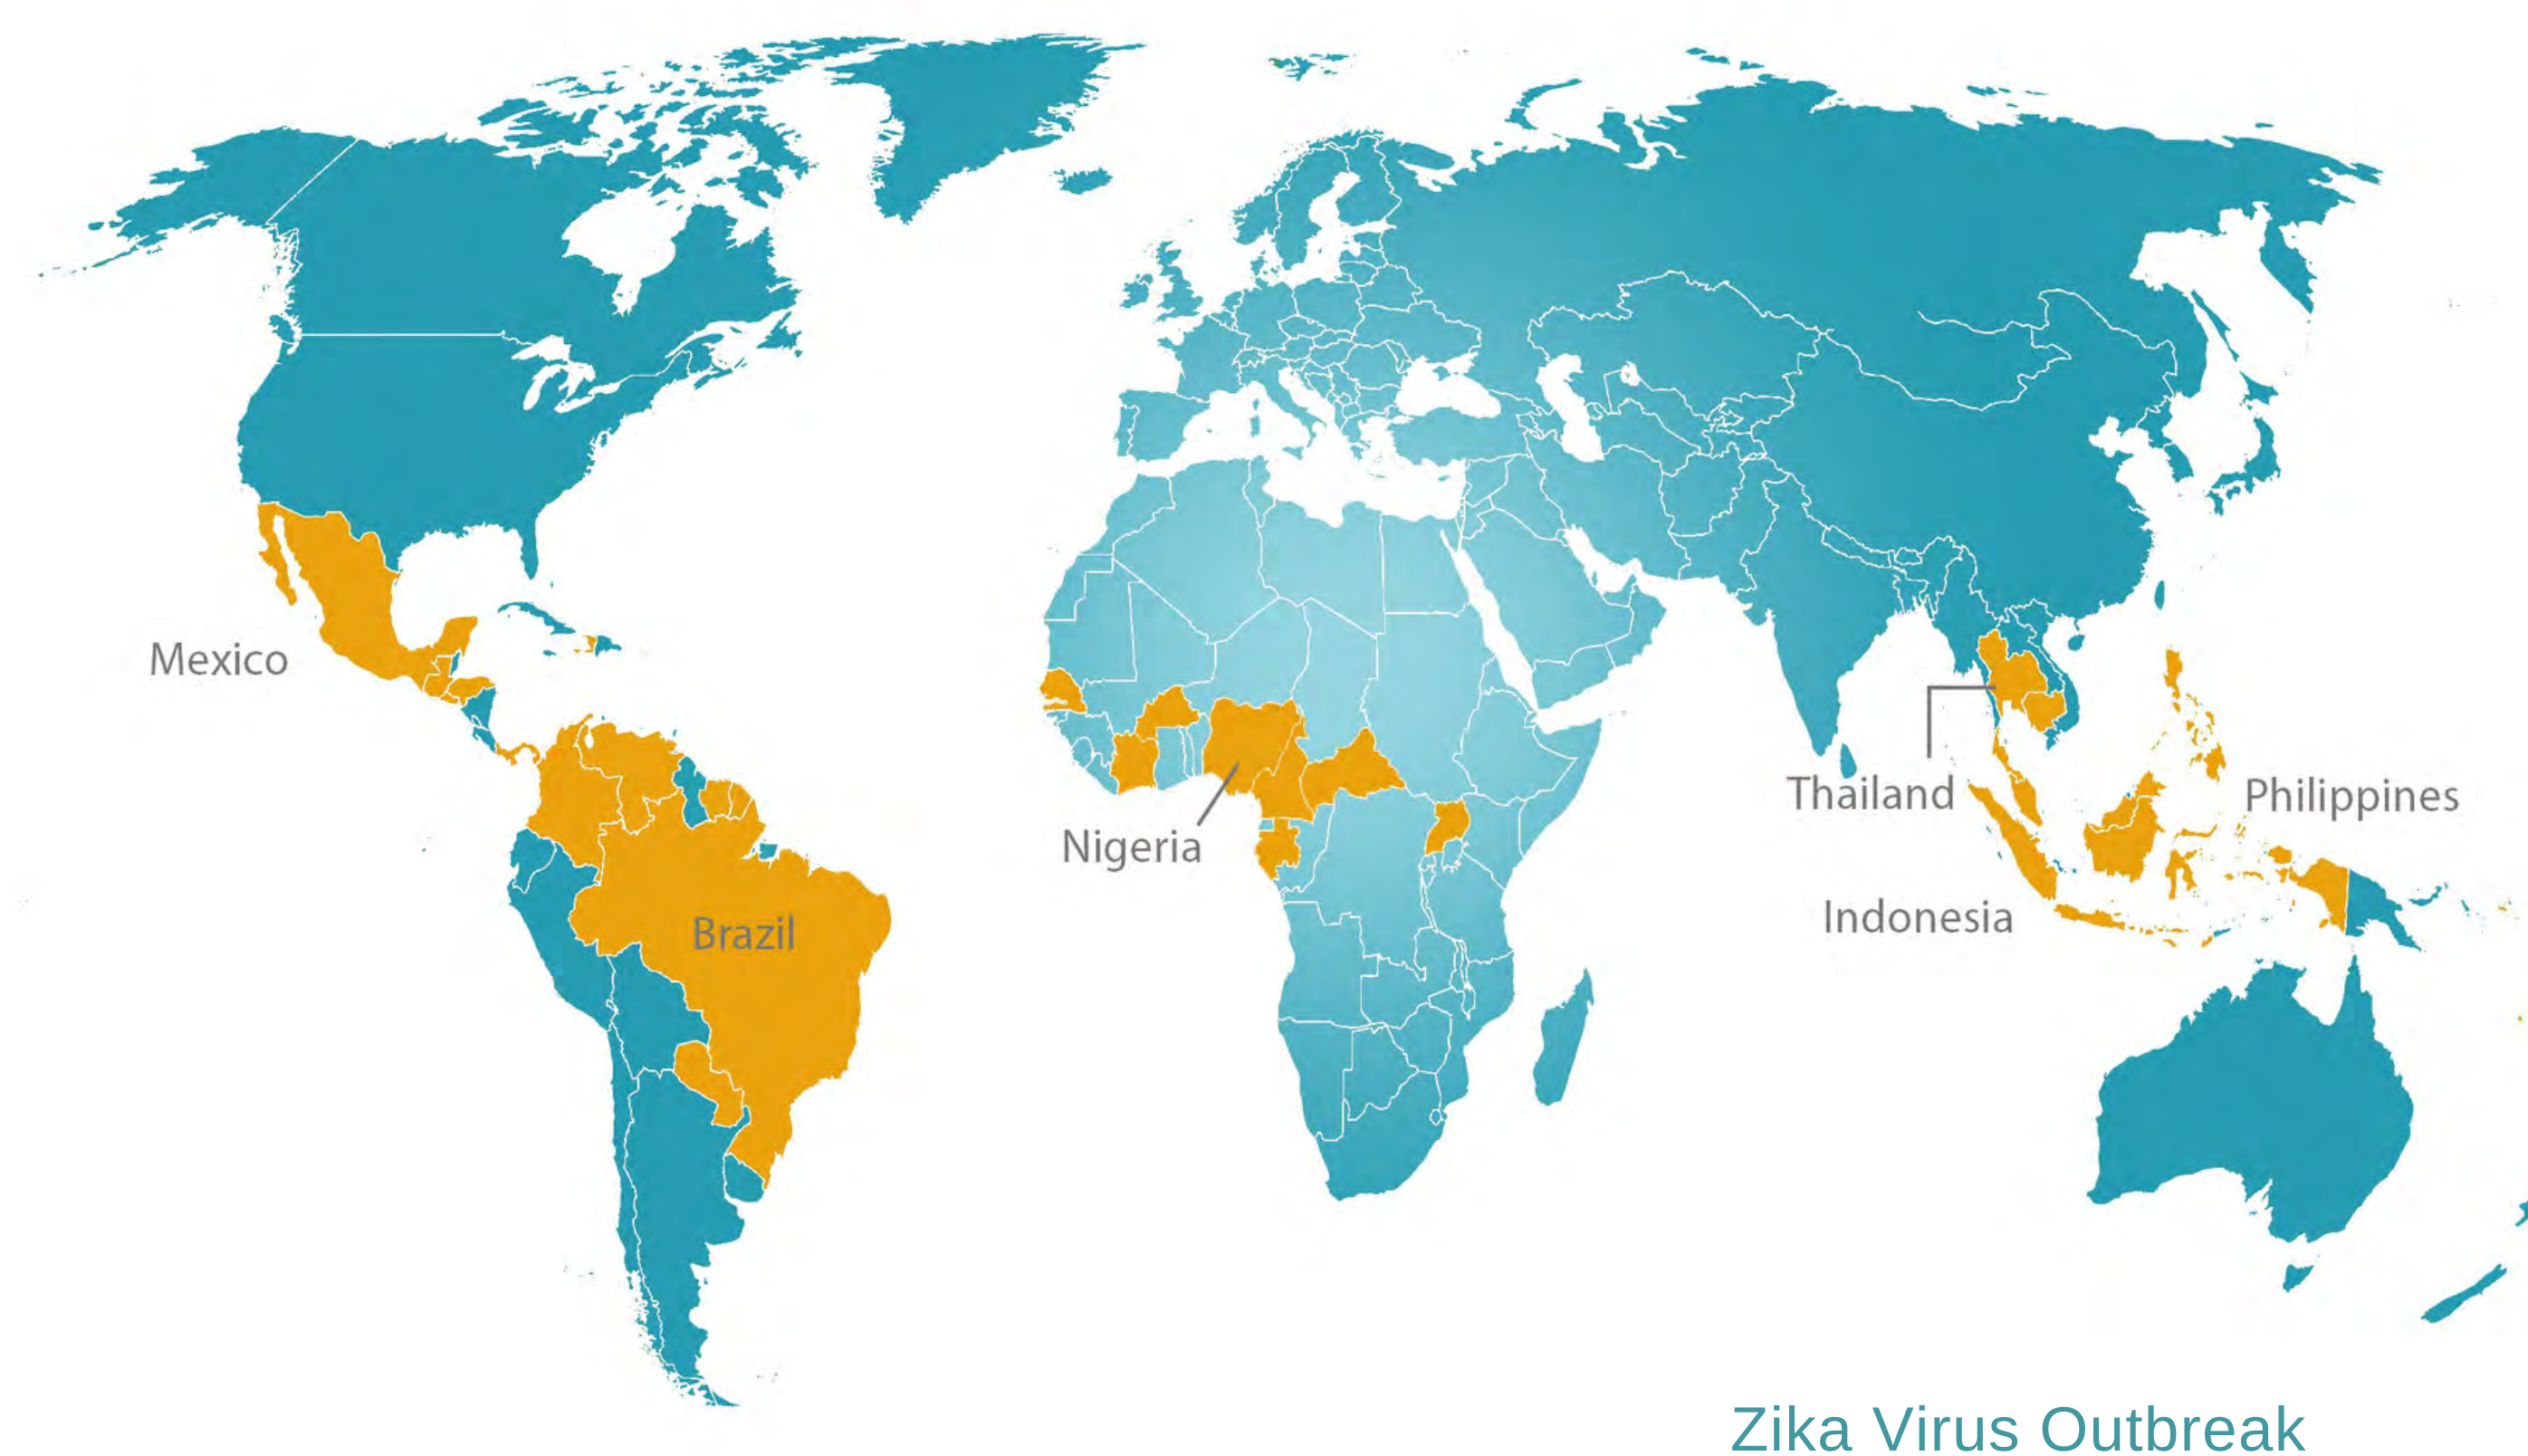 Mexico
Thailand
Philippines
Nigeria
Indonesia
Brazil
Zika Virus Outbreak